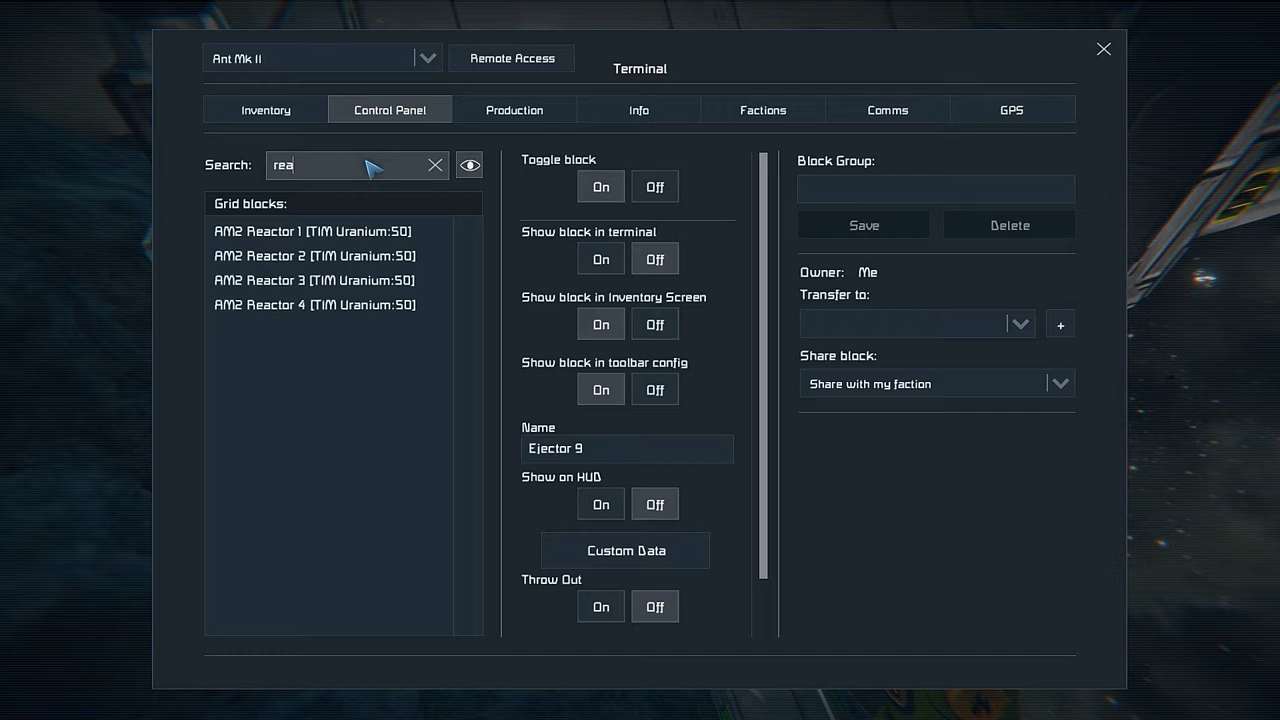 Ant Mk II
Remote Access
Terminal
Inventory
Control Panel
Production
Info
Factions
Comms
GPS
Search:
rea
Grid blocks:
AM2 Reactor 1 [TIM Uranium:50]
AM2 Reactor 2 [TIM Uranium:50]
AM2 Reactor 3 [TIM Uranium:50]
AM2 Reactor 4 [TIM Uranium:50]
Toggle block
On
Off
Show block in terminal
On
Off
Show block in Inventory Screen
On
Off
Show block in toolbar config
On
Off
Name
Ejector 9
Show on HUD
On
Off
Custom Data
Throw Out
On
Off
Block Group:
Save
Delete
Owner: Me
Transfer to:
+
Share block:
Share with my faction